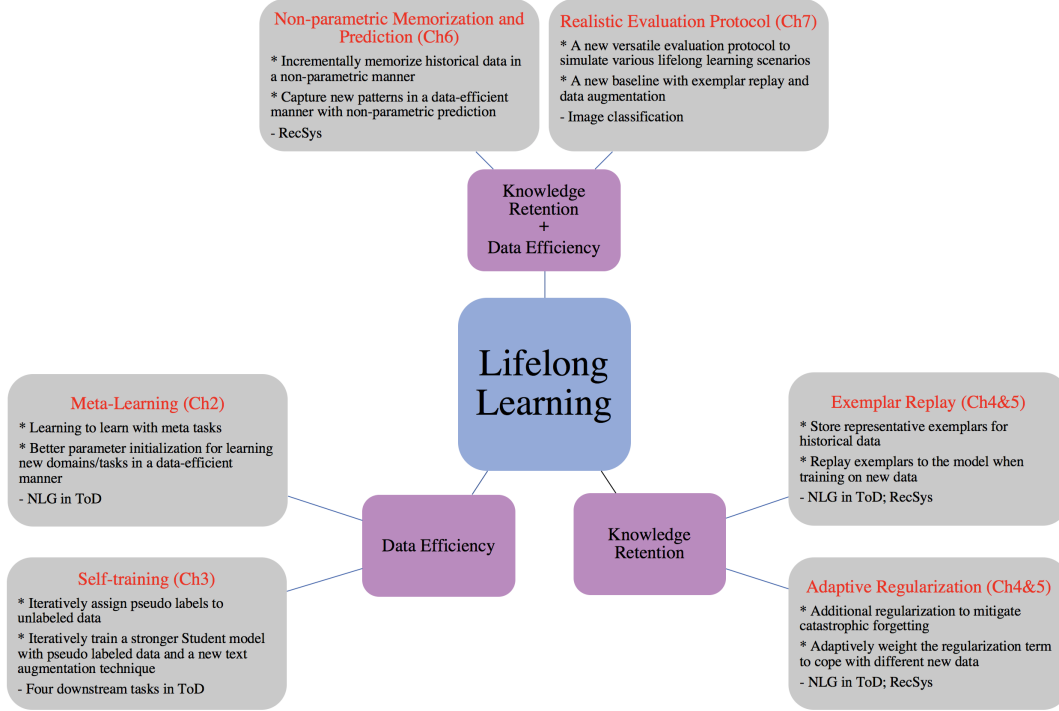 Non-parametric Memorization and
Prediction (Ch6)
* Incrementally memorize historical data in
a non-parametric manner
* Capture new patterns in a data-efficient
manner with non-parametric prediction
- RecSys
Realistic Evaluation Protocol (Ch7)
* A new versatile evaluation protocol to
simulate various lifelong learning scenarios
* A new baseline with exemplar replay and
data augmentation
- Image classification
Knowledge
Retention
+
Data Efficiency
Lifelong
Learning
Meta-Learning (Ch2)
* Learning to learn with meta tasks
* Better parameter initialization for learning
new domains/tasks in a data-efficient
manner
- NLG in ToD
Exemplar Replay (Ch4&5)
* Store representative exemplars for
historical data
* Replay exemplars to the model when
training on new data
- NLG in ToD; RecSys
Data Efficiency
Knowledge
Retention
Self-training (Ch3)
* Iteratively assign pseudo labels to
unlabeled data
* Iteratively train a stronger Student model
with pseudo labeled data and a new text
augmentation technique
- Four downstream tasks in ToD
Adaptive Regularization (Ch4&5)
* Additional regularization to mitigate
catastrophic forgetting
* Adaptively weight the regularization term
to cope with different new data
- NLG in ToD; RecSys